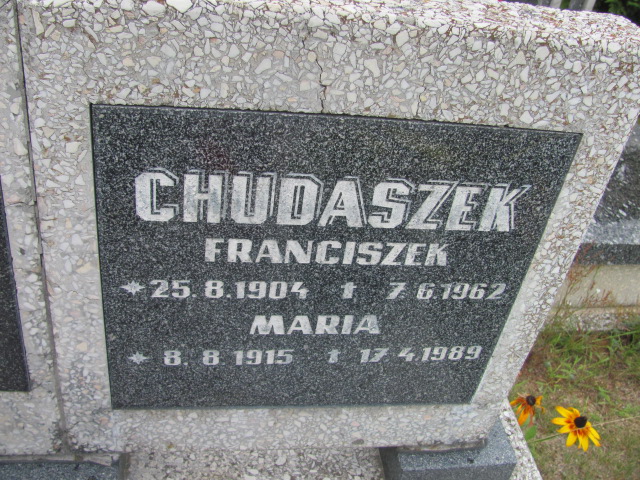 CHUDASZEK
FRANCISZEK
* 25.8.1904 † 7.6.1962
MARIA
* 8.8.1915 † 17.4.1989